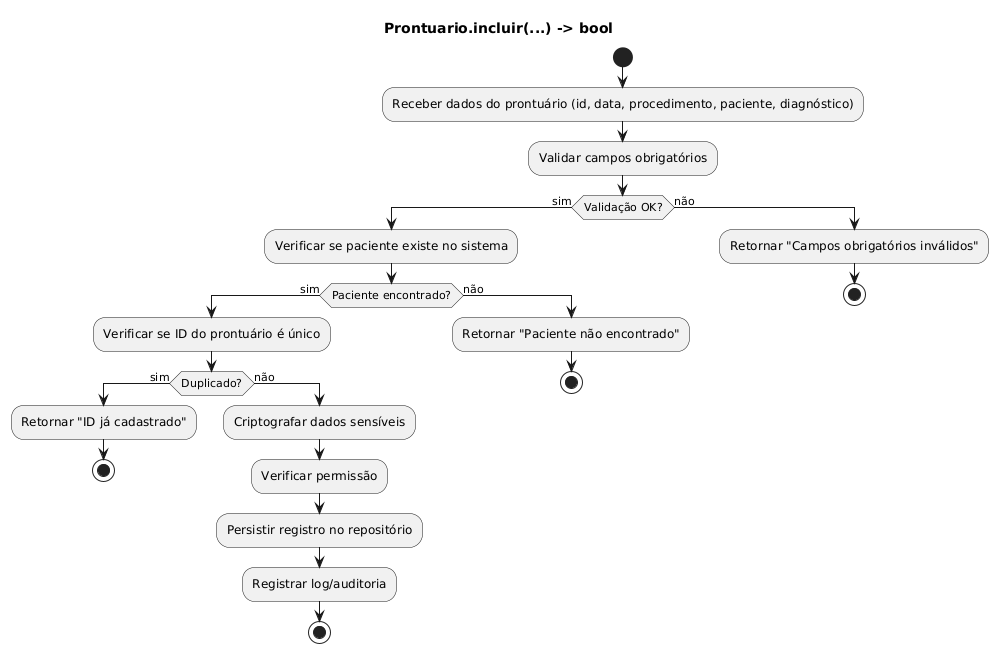 Prontuario.incluir(...) -> bool
Receber dados do prontuário (id, data, procedimento, paciente, diagnóstico)
Validar campos obrigatórios
sim
Validação OK?
não
Verificar se paciente existe no sistema
Retornar "Campos obrigatórios inválidos"
sim
Paciente encontrado?
não
Verificar se ID do prontuário é único
Retornar "Paciente não encontrado"
sim
Duplicado?
não
Retornar "ID já cadastrado"
Criptografar dados sensíveis
Verificar permissão
Persistir registro no repositório
Registrar log/auditoria